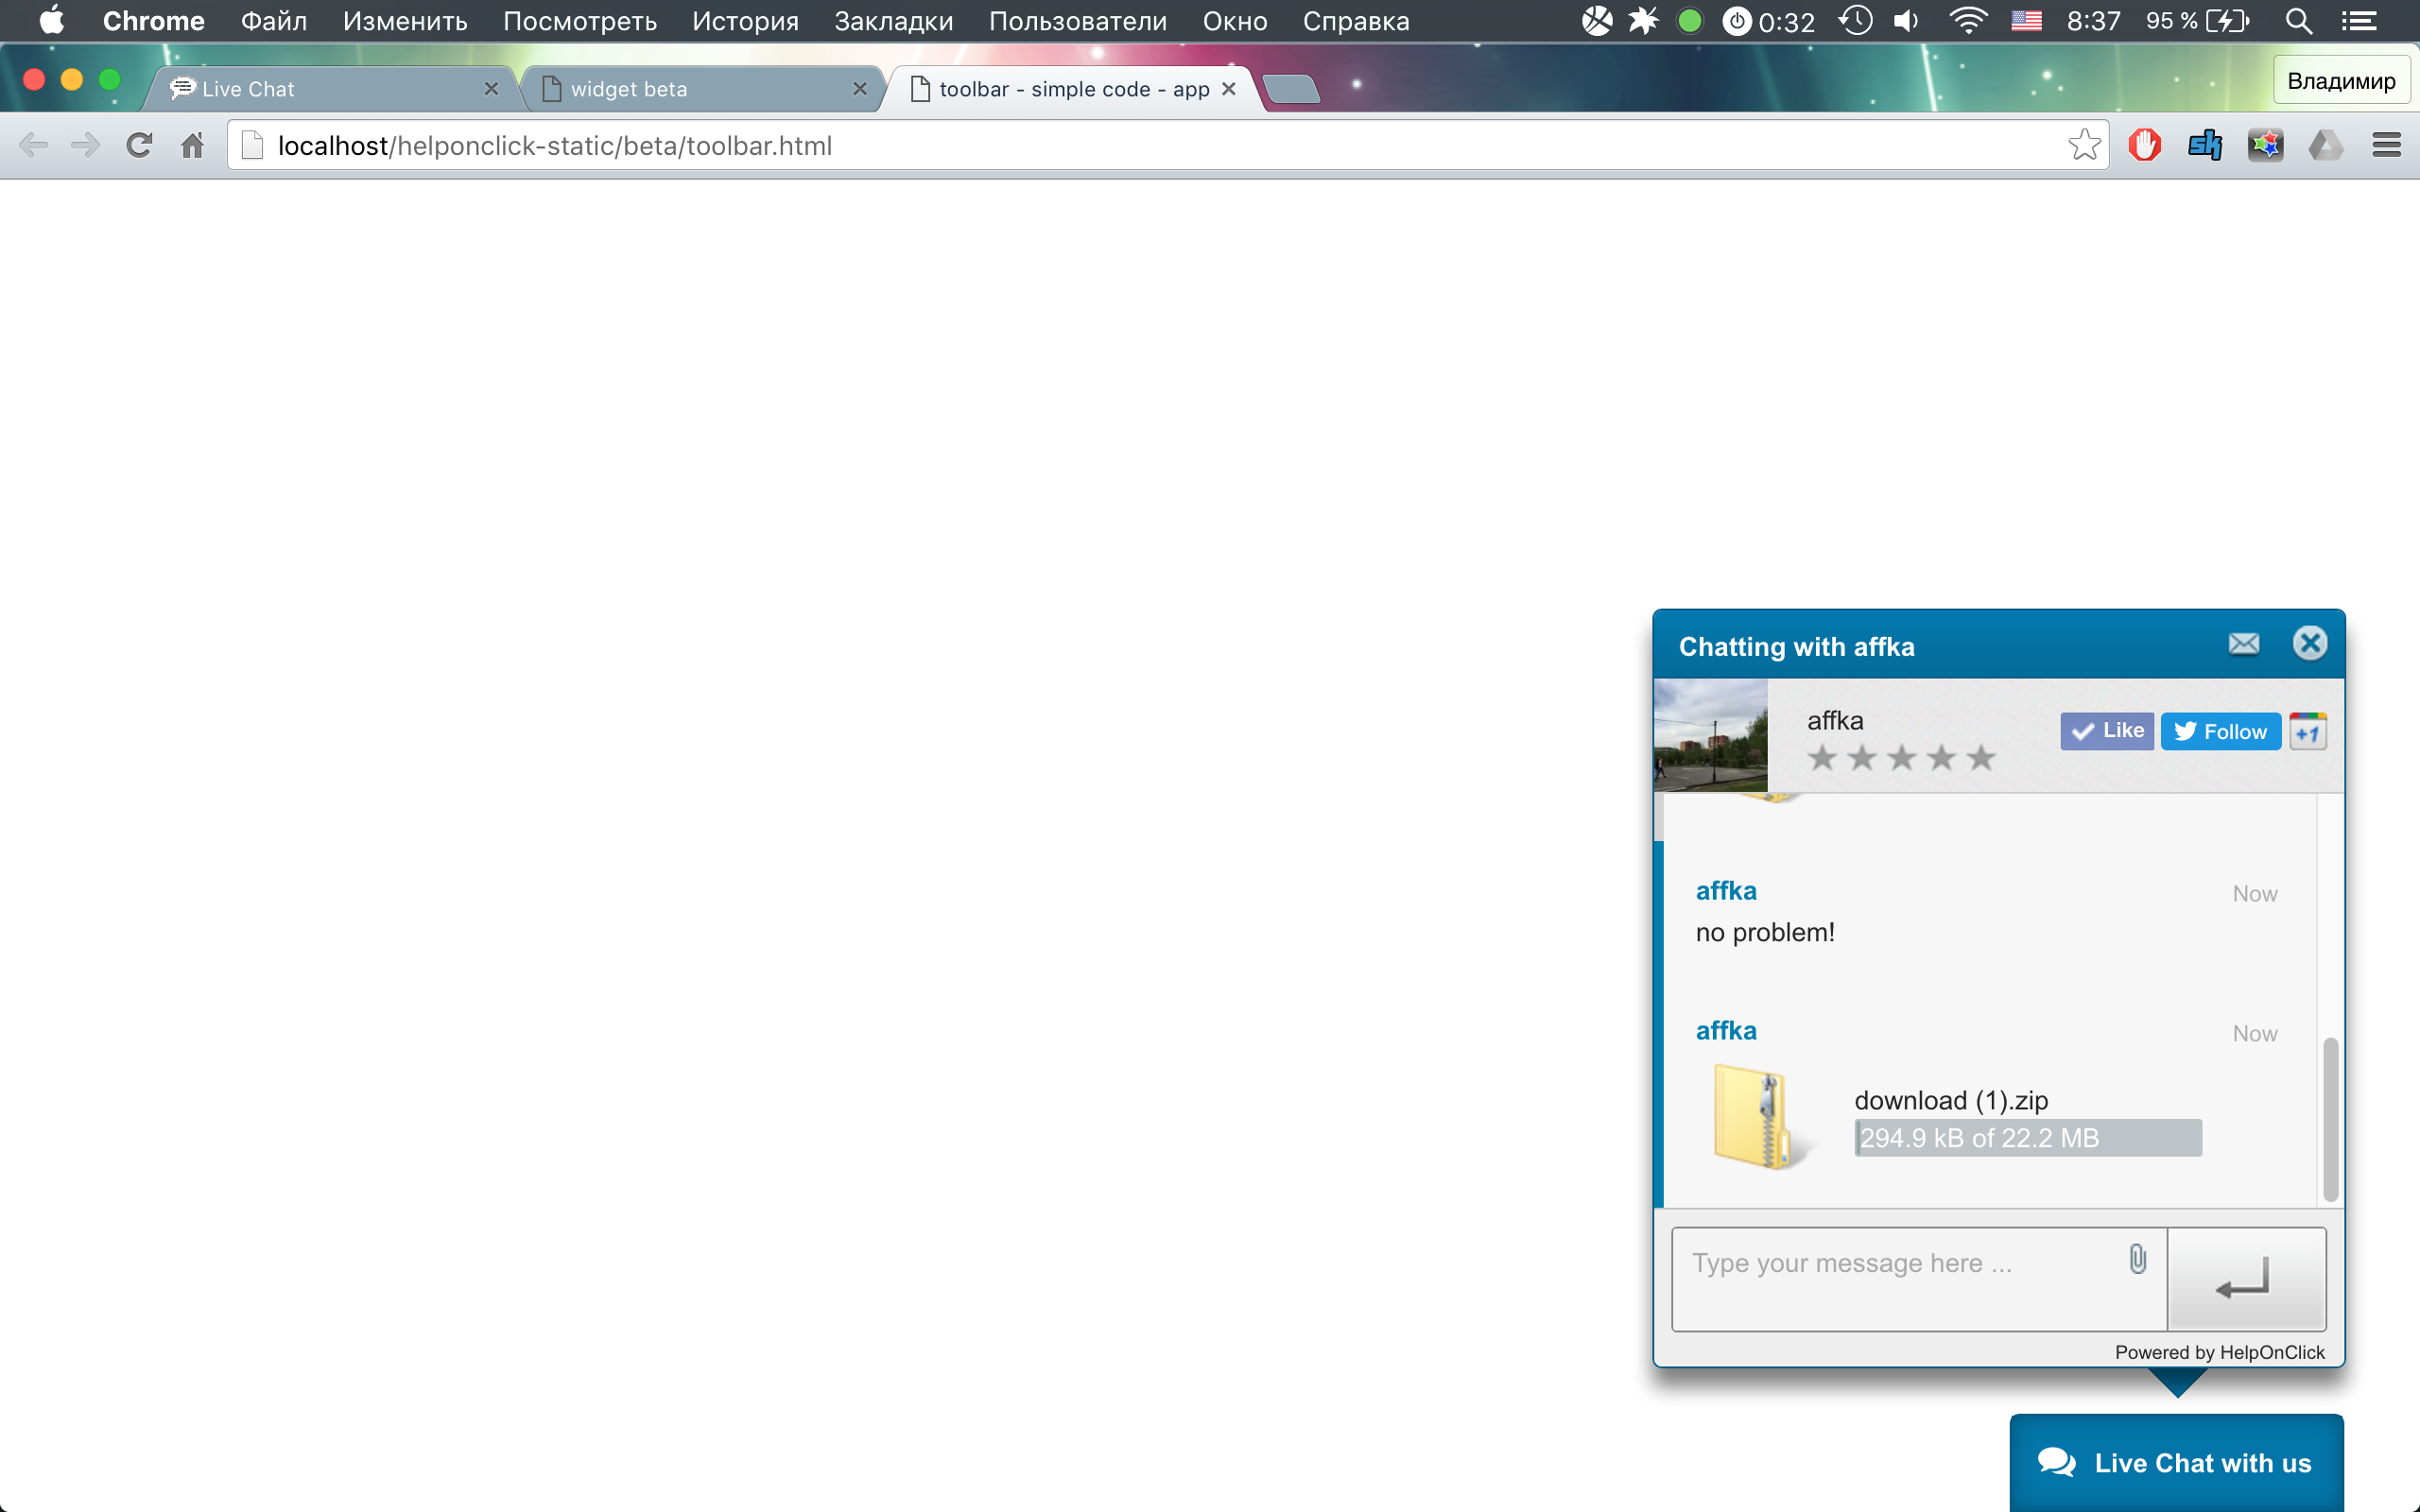 Chrome Файл Изменить Посмотреть История Закладки Пользователи Окно Справка 0:32 8:37 95 %
Live Chat widget beta toolbar - simple code - app Владимир
localhost/helponclick-static/beta/toolbar.html sk
Chatting with affka
affka
Like Follow +1
affka Now
no problem!
affka Now
download (1).zip
294.9 kB of 22.2 MB
Type your message here ...
Powered by HelpOnClick
Live Chat with us